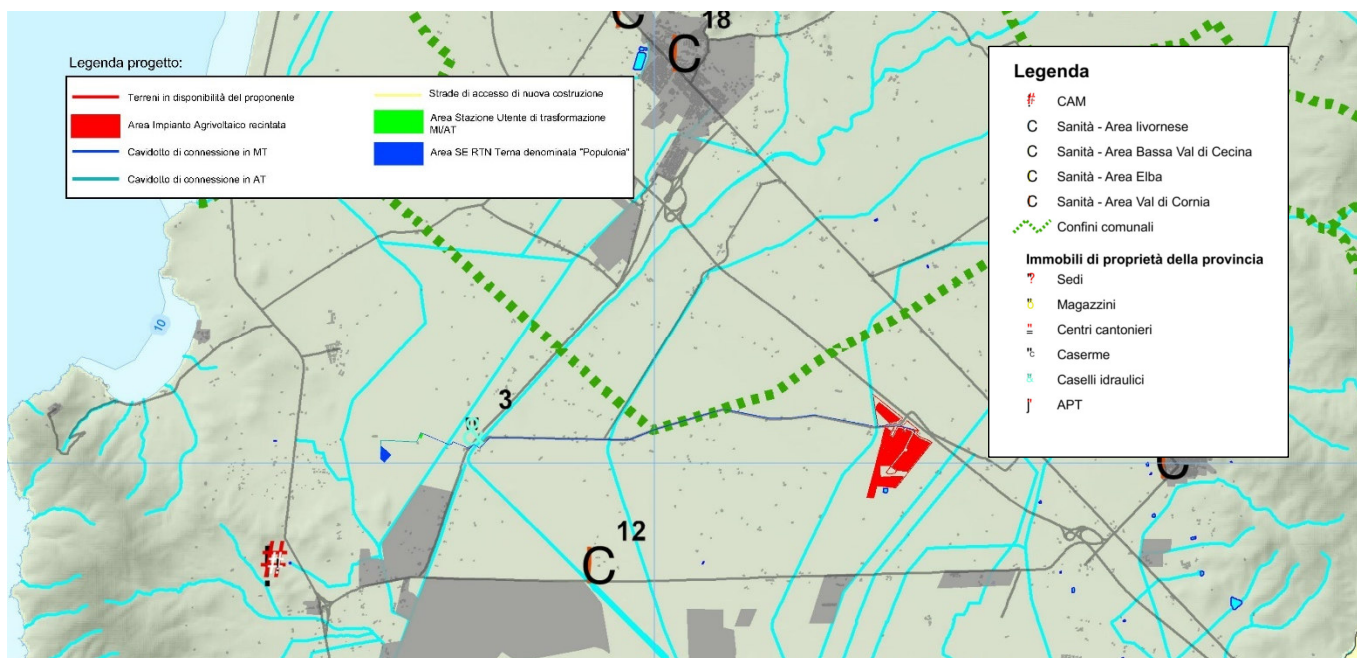 18
Legenda progetto:
Terreni in disponibilità del proponente
Area Impianto Agrivoltaico recintata
Cavidotto di connessione in MT
Cavidotto di connessione in AT
Strade di accesso di nuova costruzione
Area Stazione Utente di trasformazione
MI/AT
Area SE RTN Terna denominata "Populonia"
Legenda
CAM
C Sanità - Area livornese
C Sanità - Area Bassa Val di Cecina
C Sanità - Area Elba
C Sanità - Area Val di Cornia
Confini comunali
Immobili di proprietà della provincia
Sedi
Magazzini
Centri cantonieri
Caserme
Caselli idraulici
APT
C
C
10
3
C
12
C